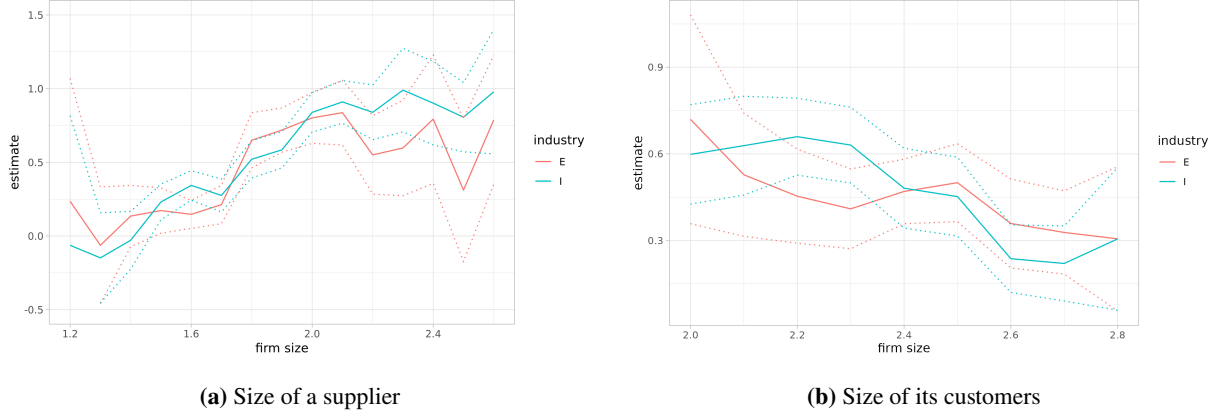 1.5
1.0
0.5
0.0
-0.5
estimate
1.2
1.6
2.0
2.4
firm size
industry
E
I
(a) Size of a supplier
0.9
0.6
0.3
estimate
2.0
2.2
2.4
2.6
2.8
firm size
industry
E
I
(b) Size of its customers